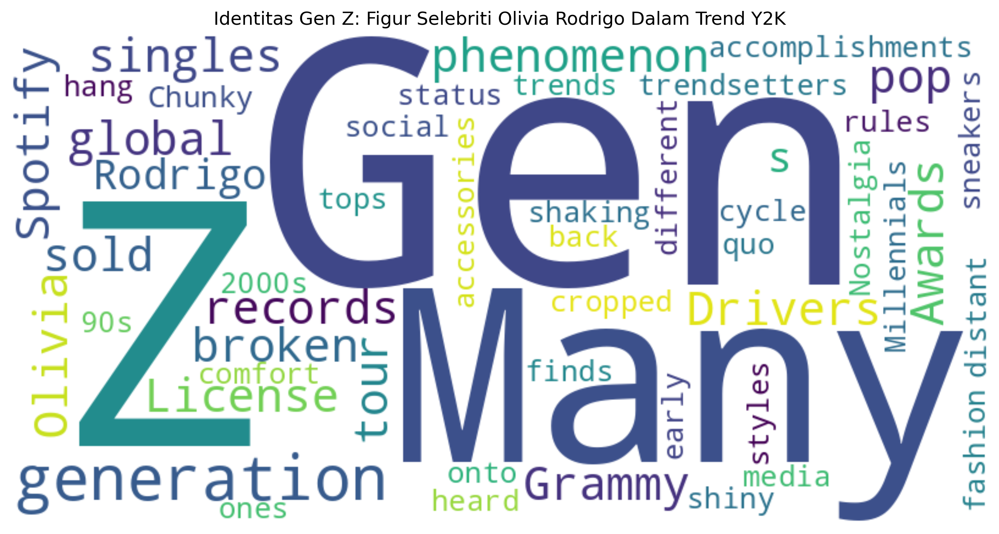 Identitas Gen Z: Figur Selebriti Olivia Rodrigo Dalam Trend Y2K
Spotify
singles
hang
Chunky
global
Rodrigo
Gen
phenomenon
accomplishments
status
trends
trendsetters
pop
sneakers
social
accessories
different
rules
s
tops
shaking
back
cycle
quo
Nostalgia
Millennials
Awards
Z
sold
Olivia
2000s
90s
records
broken
comfort
License
tour
Many
cropped
Drivers
distant
finds
early
styles
fashion
generation
ones
onto
heard
Grammy
shiny
media